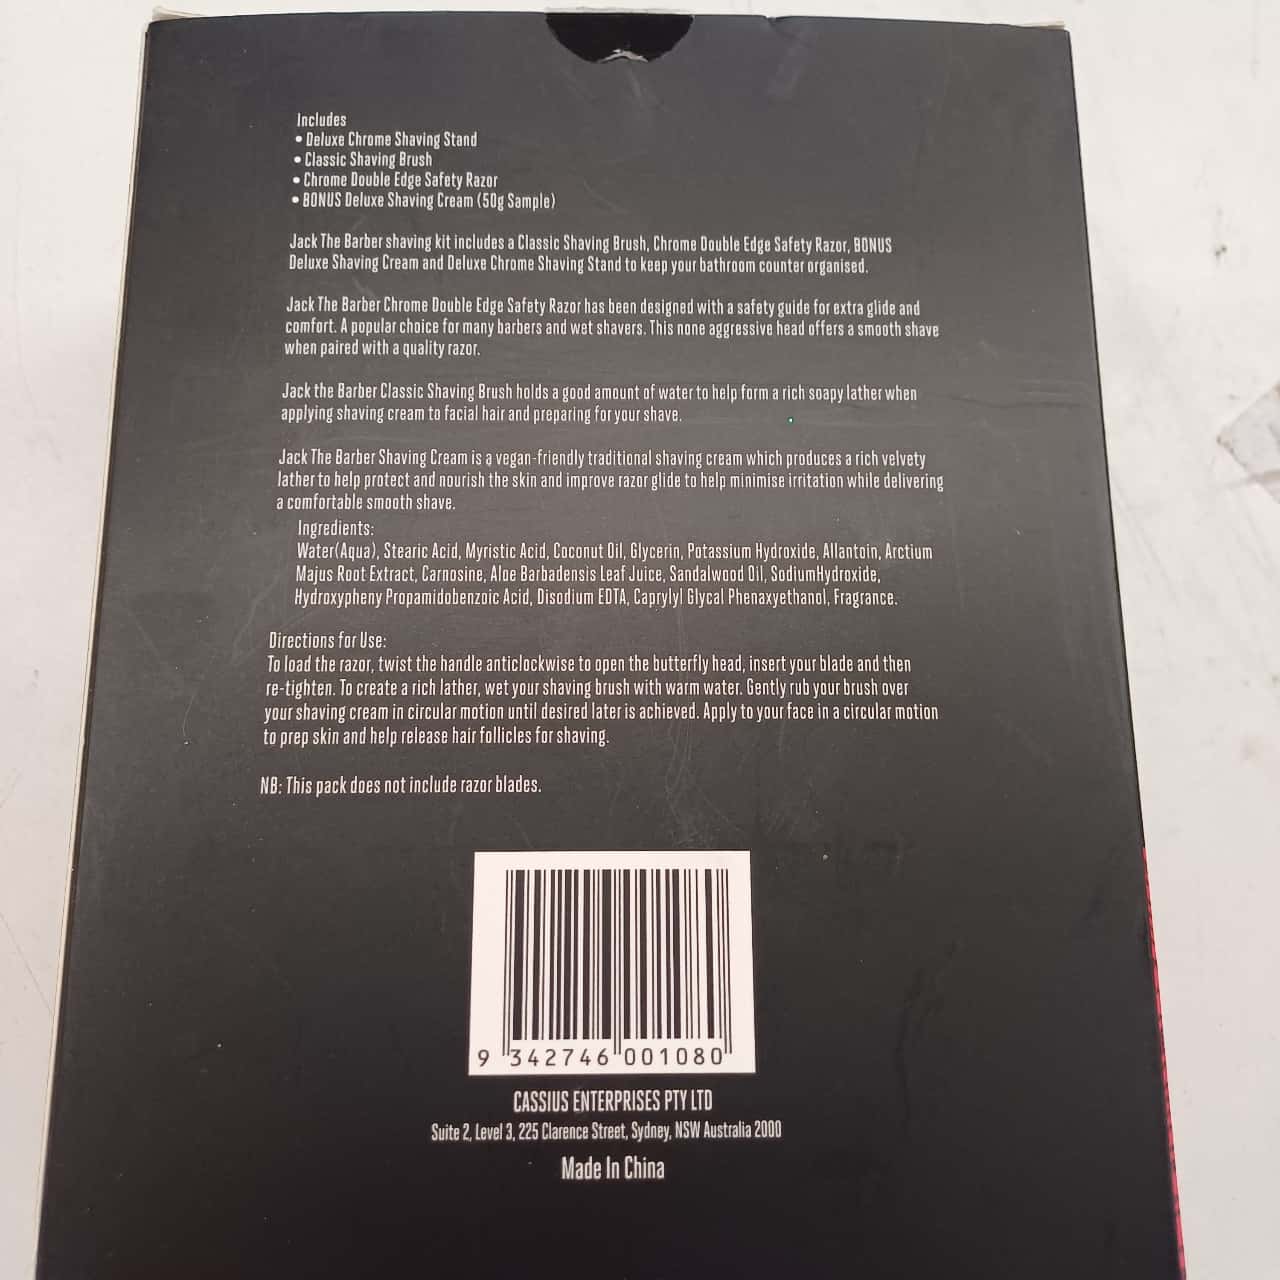 Includes
• Deluxe Chrome Shaving Stand
• Classic Shaving Brush
• Chrome Double Edge Safety Razor
• BONUS Deluxe Shaving Cream (50g Sample)
Jack The Barber shaving kit includes a Classic Shaving Brush, Chrome Double Edge Safety Razor, BONUS
Deluxe Shaving Cream and Deluxe Chrome Shaving Stand to keep your bathroom counter organised.
Jack The Barber Chrome Double Edge Safety Razor has been designed with a safety guide for extra glide and
comfort. A popular choice for many barbers and wet shavers. This none aggressive head offers a smooth shave
when paired with a quality razor.
Jack the Barber Classic Shaving Brush holds a good amount of water to help form a rich soapy lather when
applying shaving cream to facial hair and preparing for your shave.
Jack The Barber Shaving Cream is a vegan-friendly traditional shaving cream which produces a rich velvety
lather to help protect and nourish the skin and improve razor glide to help minimise irritation while delivering
a comfortable smooth shave.
Ingredients:
Water(Aqua), Stearic Acid, Myristic Acid, Coconut Oil, Glycerin, Potassium Hydroxide, Allantoin, Arctium
Majus Root Extract, Carnosine, Aloe Barbadensis Leaf Juice, Sandalwood Oil, SodiumHydroxide,
Hydroxypheny Propamidobenzoic Acid, Disodium EDTA, Caprylyl Glycal Phenaxyethanol, Fragrance.
Directions for Use:
To load the razor, twist the handle anticlockwise to open the butterfly head, insert your blade and then
re-tighten. To create a rich lather, wet your shaving brush with warm water. Gently rub your brush over
your shaving cream in circular motion until desired later is achieved. Apply to your face in a circular motion
to prep skin and help release hair follicles for shaving.
NB: This pack does not include razor blades.
9 342746 001080
CASSIUS ENTERPRISES PTY LTD
Suite 2, Level 3, 225 Clarence Street, Sydney, NSW Australia 2000
Made In China